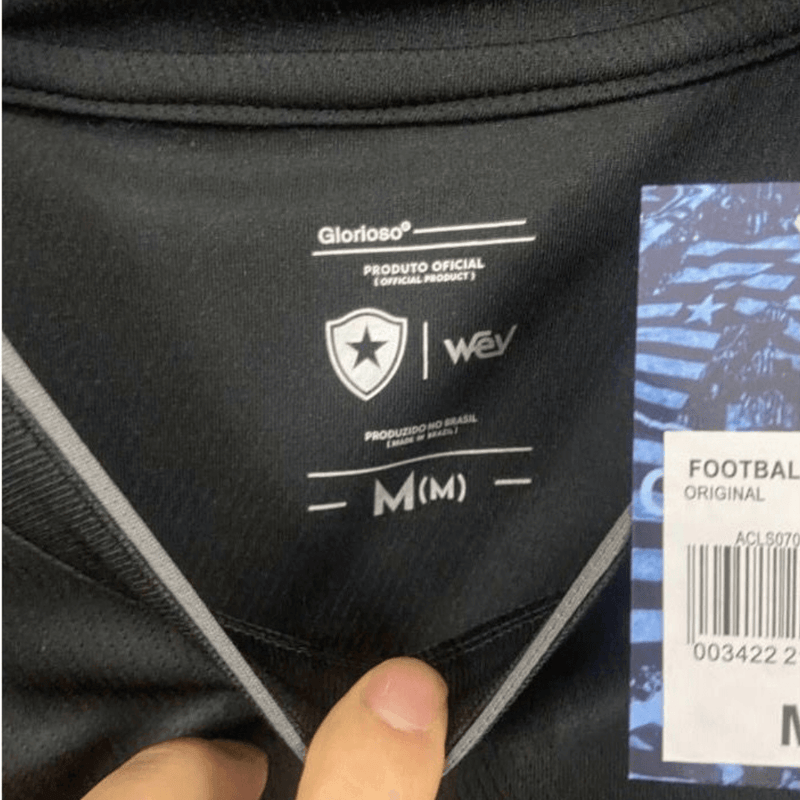 Glorioso®
PRODUTO OFICIAL
( OFFICIAL PRODUCT )
Wey
PRODUZIDO NO BRASIL
( MADE IN BRAZIL )
M(M)
FOOTBAL
ORIGINAL
ACLS070
003422 2